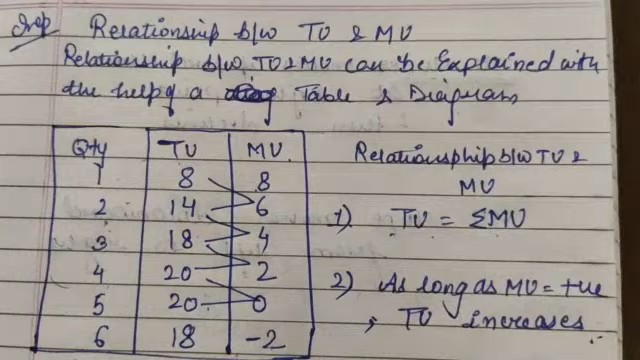 Imp Relationship b/w TU & MU
Relationship b/w TU & MU can be Explained with
the help of a Table & Diagram
Qty TU MU
1 8 8
2 14 6
3 18 4
4 20 2
5 20 0
6 18 -2
Relationship b/w TU &
MU
1) TU = ΣMU
2) As long as MU = +ve
, TU increases.